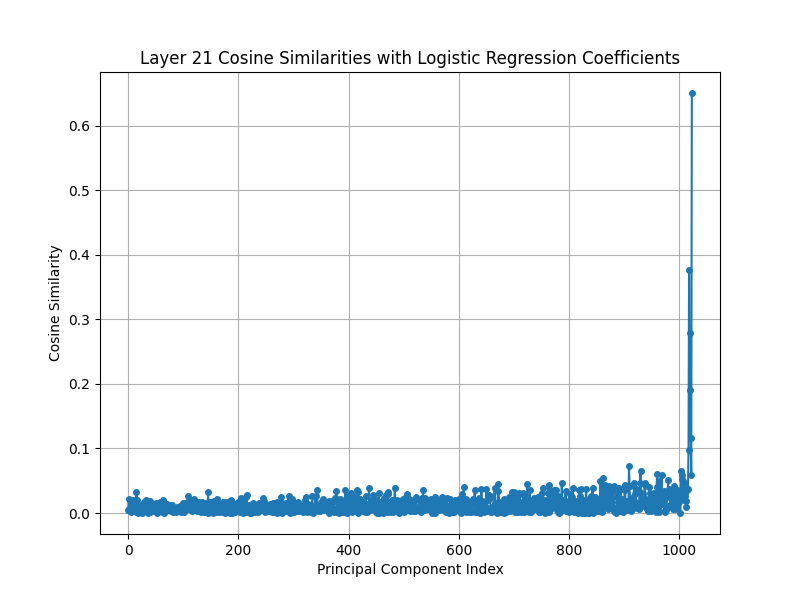 Layer 21 Cosine Similarities with Logistic Regression Coefficients
0.6
0.5
0.4
0.3
0.2
0.1
0.0
Cosine Similarity
0 200 400 600 800 1000
Principal Component Index